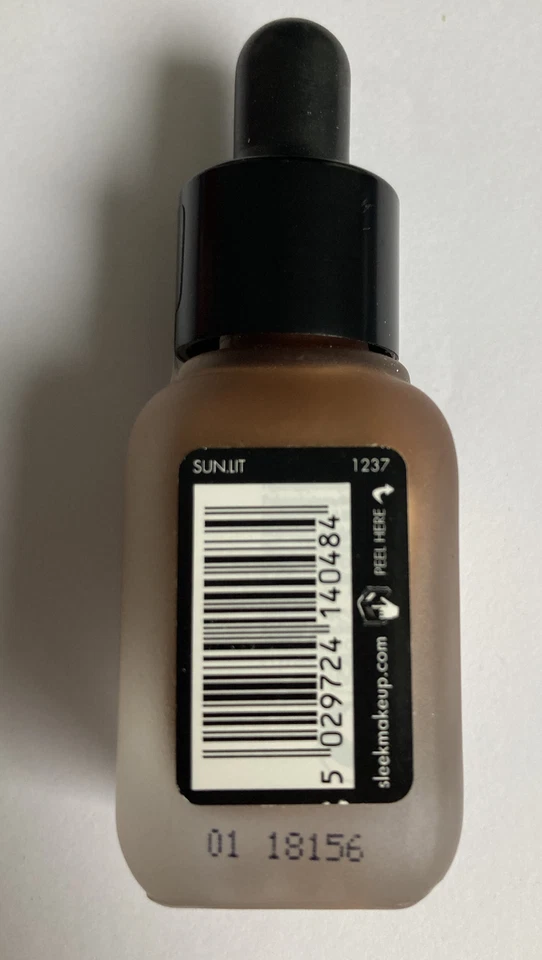 SUN.LIT 1237
PEEL HERE
sleekmakeup.com
5 029724 140484
01 18156